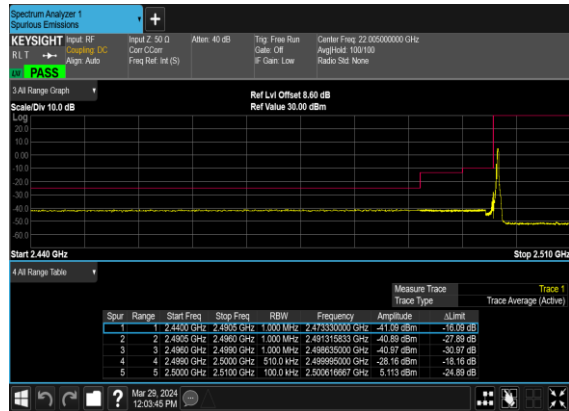 Spectrum Analyzer 1
Spurious Emissions
KEYSIGHT Input: RF Input Z: 50 Ω Atten: 40 dB Trig: Free Run Center Freq: 22.005000000 GHz
R L T Coupling: DC Corr CCorr Gate: Off Avg|Hold: 100/100
Align: Auto Freq Ref: Int (S) IF Gain: Low Radio Std: None
PASS
3 All Range Graph
Ref Lvl Offset 8.60 dB
Scale/Div 10.0 dB Ref Value 30.00 dBm
Log
20.0
10.0
0.00
-10.0
-20.0
-30.0
-40.0
-50.0
-60.0
Start 2.440 GHz Stop 2.510 GHz
4 All Range Table
Measure Trace Trace 1
Trace Type Trace Average (Active)
Spur Range Start Freq Stop Freq RBW Frequency Amplitude ΔLimit
1 1 2.4400 GHz 2.4905 GHz 1.000 MHz 2.473330000 GHz -41.09 dBm -16.09 dB
2 2 2.4905 GHz 2.4960 GHz 1.000 MHz 2.491315833 GHz -40.89 dBm -27.89 dB
3 3 2.4960 GHz 2.4990 GHz 1.000 MHz 2.498635000 GHz -40.97 dBm -30.97 dB
4 4 2.4990 GHz 2.5000 GHz 510.0 kHz 2.499995000 GHz -28.16 dBm -18.16 dB
5 5 2.5000 GHz 2.5100 GHz 100.0 kHz 2.500616667 GHz 5.113 dBm -24.89 dB
? Mar 29, 2024
12:03:45 PM